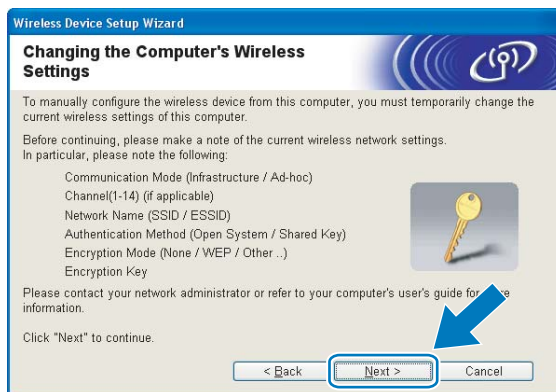 Wireless Device Setup Wizard
Changing the Computer's Wireless
Settings
To manually configure the wireless device from this computer, you must temporarily change the
current wireless settings of this computer.
Before continuing, please make a note of the current wireless network settings.
In particular, please note the following:
Communication Mode (Infrastructure / Ad-hoc)
Channel(1-14) (if applicable)
Network Name (SSID / ESSID)
Authentication Method (Open System / Shared Key)
Encryption Mode (None / WEP / Other ..)
Encryption Key
Please contact your network administrator or refer to your computer's user's guide for
information.
Click "Next" to continue.
< Back Next > Cancel